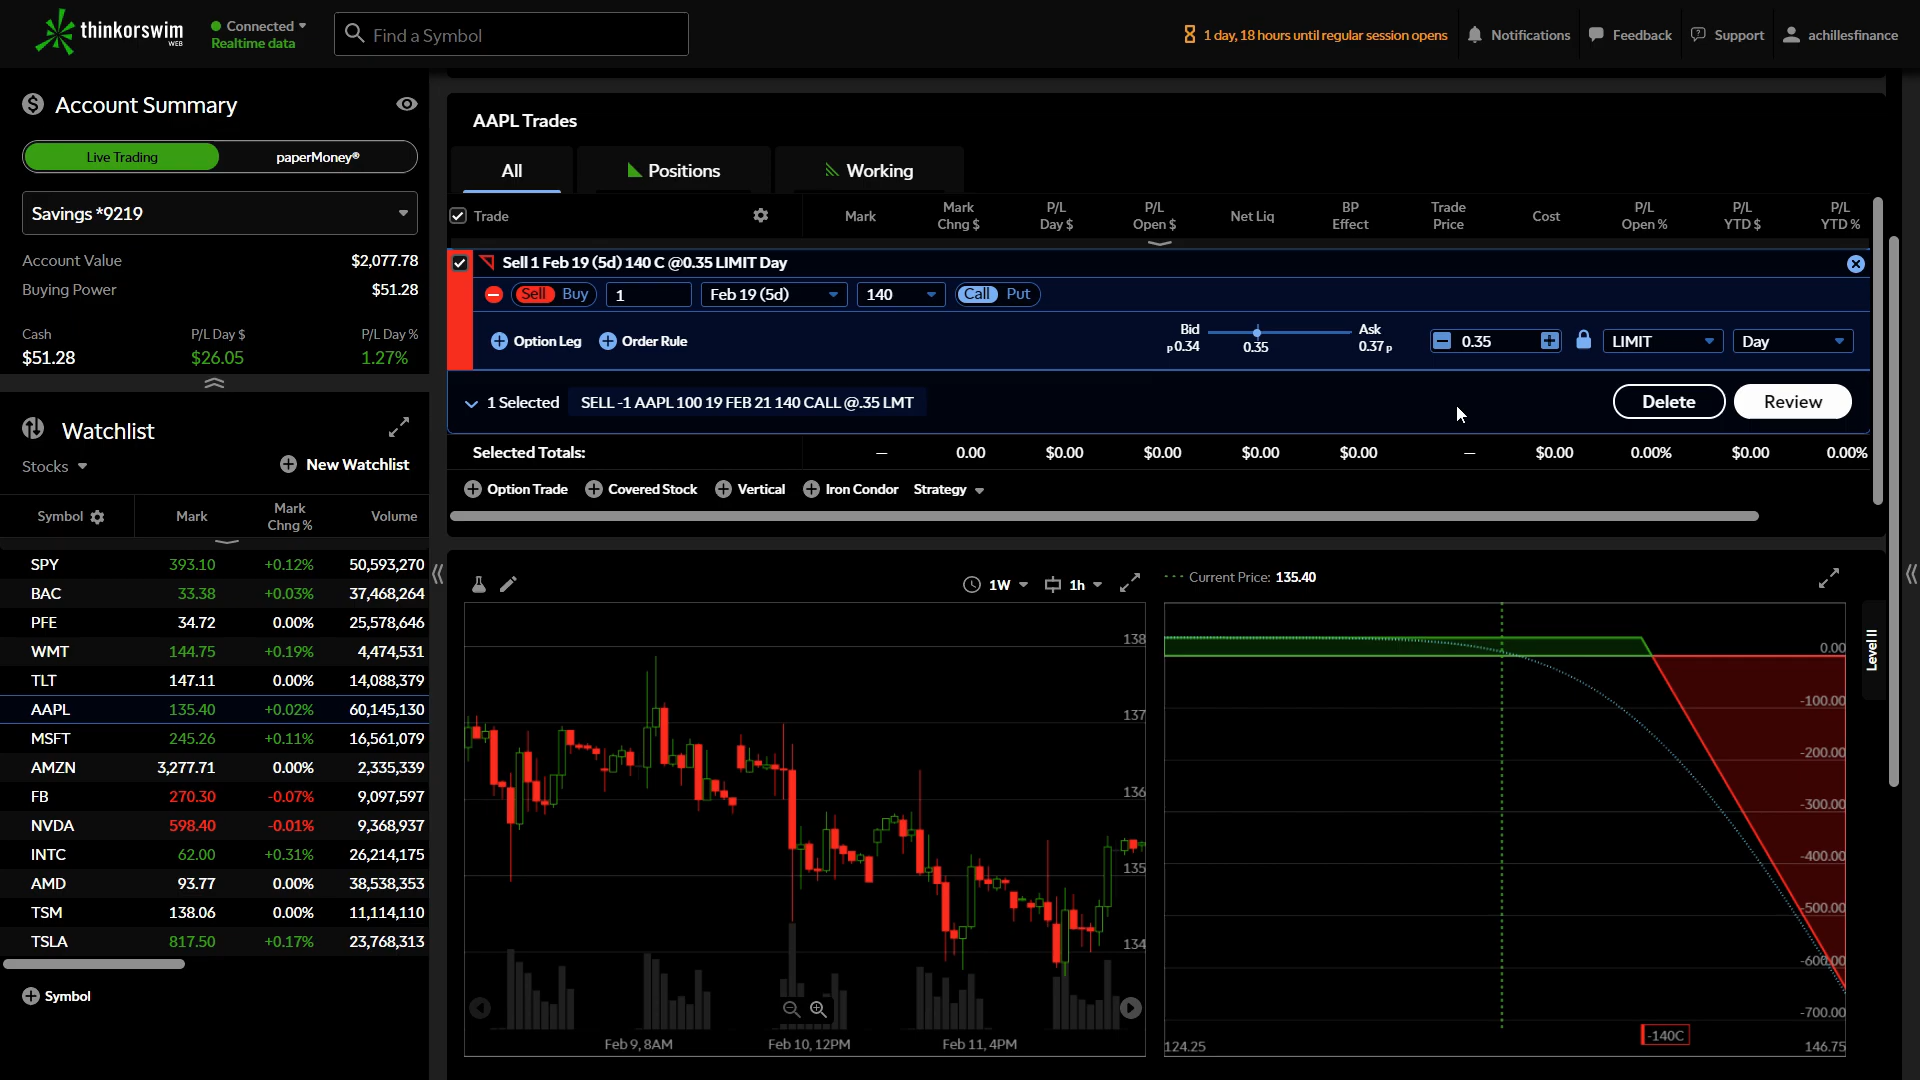 thinkorswim
WEB
Connected
Realtime data
Find a Symbol
1 day, 18 hours until regular session opens
Notifications
Feedback
Support
achillesfinance
Account Summary
Live Trading
paperMoney®
Savings *9219
Account Value $2,077.78
Buying Power $51.28
Cash P/L Day $ P/L Day %
$51.28 $26.05 1.27%
Watchlist
Stocks
New Watchlist
Symbol Mark Mark Chng % Volume
SPY 393.10 +0.12% 50,593,270
BAC 33.38 +0.03% 37,468,264
PFE 34.72 0.00% 25,578,646
WMT 144.75 +0.19% 4,474,531
TLT 147.11 0.00% 14,088,379
AAPL 135.40 +0.02% 60,145,130
MSFT 245.26 +0.11% 16,561,079
AMZN 3,277.71 0.00% 2,335,339
FB 270.30 -0.07% 9,097,597
NVDA 598.40 -0.01% 9,368,937
INTC 62.00 +0.31% 26,214,175
AMD 93.77 0.00% 38,538,353
TSM 138.06 0.00% 11,114,110
TSLA 817.50 +0.17% 23,768,313
Symbol
AAPL Trades
All Positions Working
Trade Mark Mark Chng $ P/L Day $ P/L Open $ Net Liq BP Effect Trade Price Cost P/L Open % P/L YTD $ P/L YTD %
Sell 1 Feb 19 (5d) 140 C @0.35 LIMIT Day
Sell Buy 1 Feb 19 (5d) 140 Call Put
Option Leg Order Rule
Bid Ask
p 0.34 0.35 0.37 p
0.35 LIMIT Day
1 Selected SELL -1 AAPL 100 19 FEB 21 140 CALL @.35 LMT
Delete Review
Selected Totals: — 0.00 $0.00 $0.00 $0.00 $0.00 — $0.00 0.00% $0.00 0.00%
Option Trade Covered Stock Vertical Iron Condor Strategy
1W 1h
138
137
136
135
134
Feb 9, 8AM Feb 10, 12PM Feb 11, 4PM
Current Price: 135.40
0.00
-100.00
-200.00
-300.00
-400.00
-500.00
-600.00
-700.00
-140C
124.25 146.75
Level II